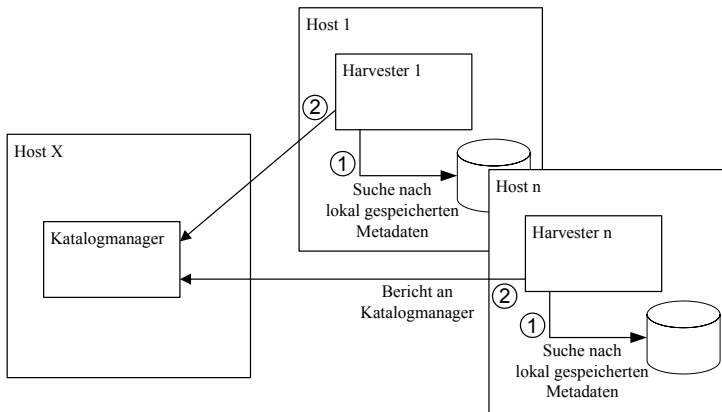 Host 1
Harvester 1
2
1
Suche nach
lokal gespeicherten
Metadaten
Host X
Katalogmanager
Host n
Harvester n
2
Bericht an
Katalogmanager
1
Suche nach
lokal gespeicherten
Metadaten